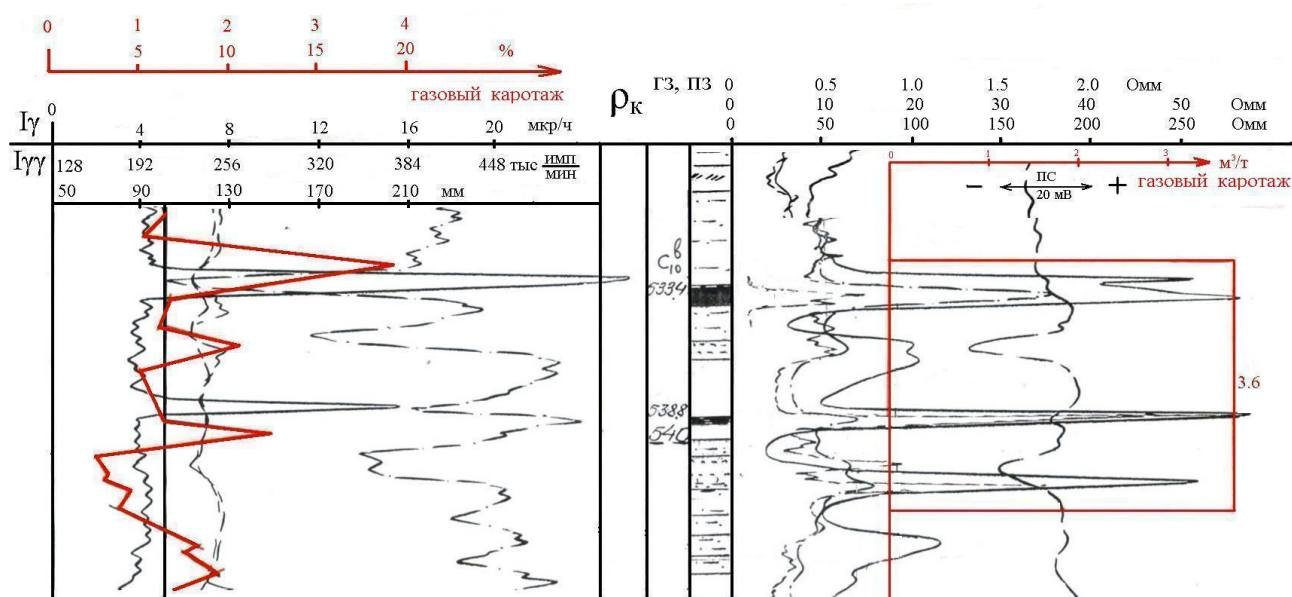 0 1 2 3 4
5 10 15 20 %
газовый каротаж
ρк ГЗ, ПЗ 0 0.5 1.0 1.5 2.0 Омм
0 10 20 30 40 50 Омм
0 50 100 150 200 250 Омм
0
Iγ 4 8 12 16 20 мкр/ч
Iγγ 128 192 256 320 384 448 тыс имп/мин
50 90 130 170 210 мм
0 1 2 3 м³/т
ПС
− 20 мВ + газовый каротаж
C10 в
5334
3.6
5388
540